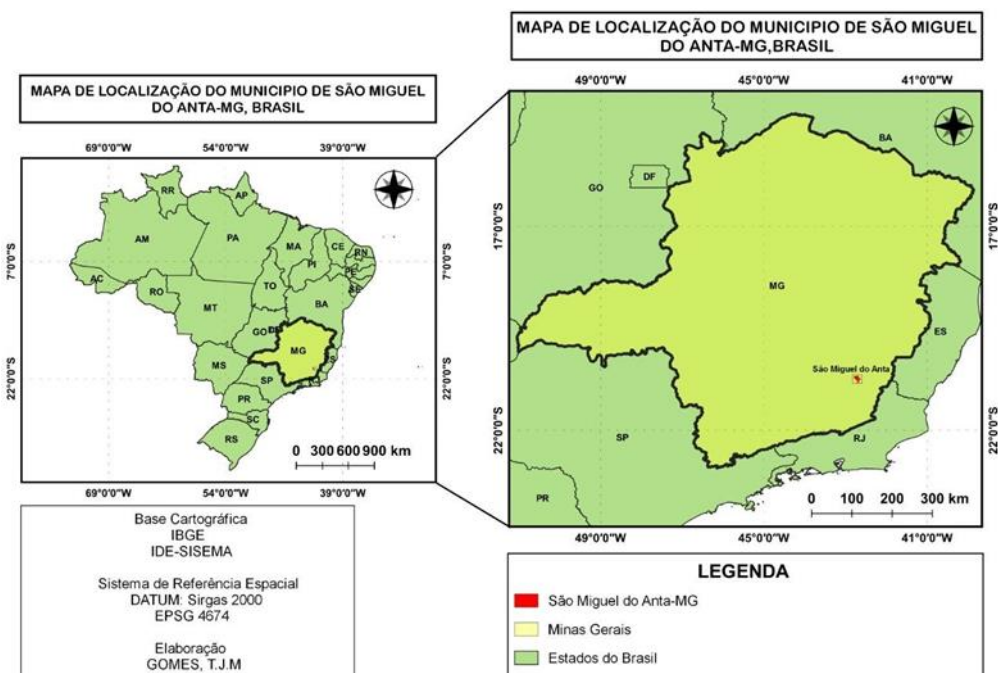 MAPA DE LOCALIZAÇÃO DO MUNICIPIO DE SÃO MIGUEL
DO ANTA-MG, BRASIL
69°0'0"W 54°0'0"W 39°0'0"W
7°0'0"S
22°0'0"S
RR
AP
AM
PA
MA
CE
RN
PI
PE
AC
RO
TO
SE
BA
MT
GO
DF
MG
ES
MS
SP
RJ
PR
SC
RS
0 300 600 900 km
69°0'0"W 54°0'0"W 39°0'0"W
Base Cartográfica
IBGE
IDE-SISEMA
Sistema de Referência Espacial
DATUM: Sirgas 2000
EPSG 4674
Elaboração
GOMES, T.J.M
MAPA DE LOCALIZAÇÃO DO MUNICIPIO DE SÃO MIGUEL
DO ANTA-MG,BRASIL
49°0'0"W 45°0'0"W 41°0'0"W
17°0'0"S 17°0'0"S
22°0'0"S 22°0'0"S
BA
DF
GO
MG
ES
São Miguel do Anta
SP
RJ
PR
0 100 200 300 km
49°0'0"W 45°0'0"W 41°0'0"W
LEGENDA
São Miguel do Anta-MG
Minas Gerais
Estados do Brasil